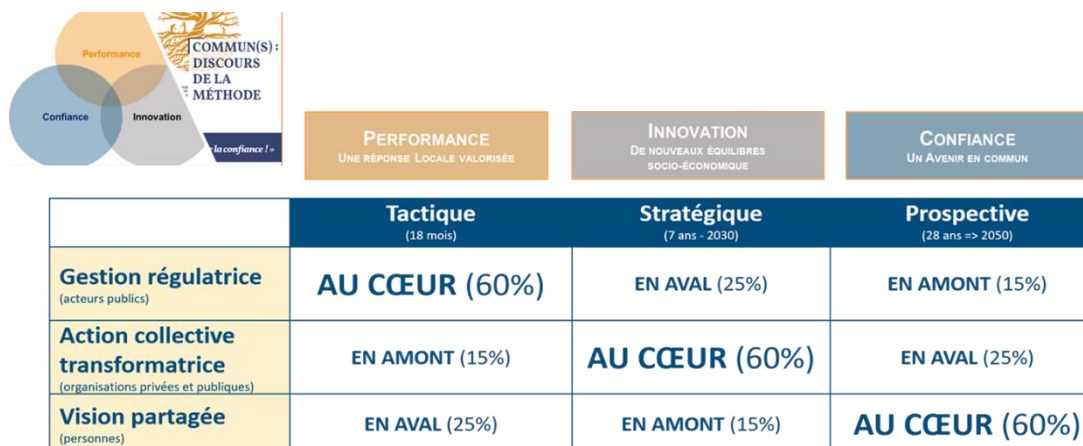 Performance
Confiance
Innovation
COMMUN(S) :
DISCOURS
DE LA
MÉTHODE
la confiance ! »
PERFORMANCE
UNE RÉPONSE LOCALE VALORISÉE
INNOVATION
DE NOUVEAUX ÉQUILIBRES
SOCIO-ÉCONOMIQUE
CONFIANCE
UN AVENIR EN COMMUN
Tactique
(18 mois)
Stratégique
(7 ans - 2030)
Prospective
(28 ans => 2050)
Gestion régulatrice
(acteurs publics)
AU CŒUR (60%)
EN AVAL (25%)
EN AMONT (15%)
Action collective
transformatrice
(organisations privées et publiques)
EN AMONT (15%)
AU CŒUR (60%)
EN AVAL (25%)
Vision partagée
(personnes)
EN AVAL (25%)
EN AMONT (15%)
AU CŒUR (60%)